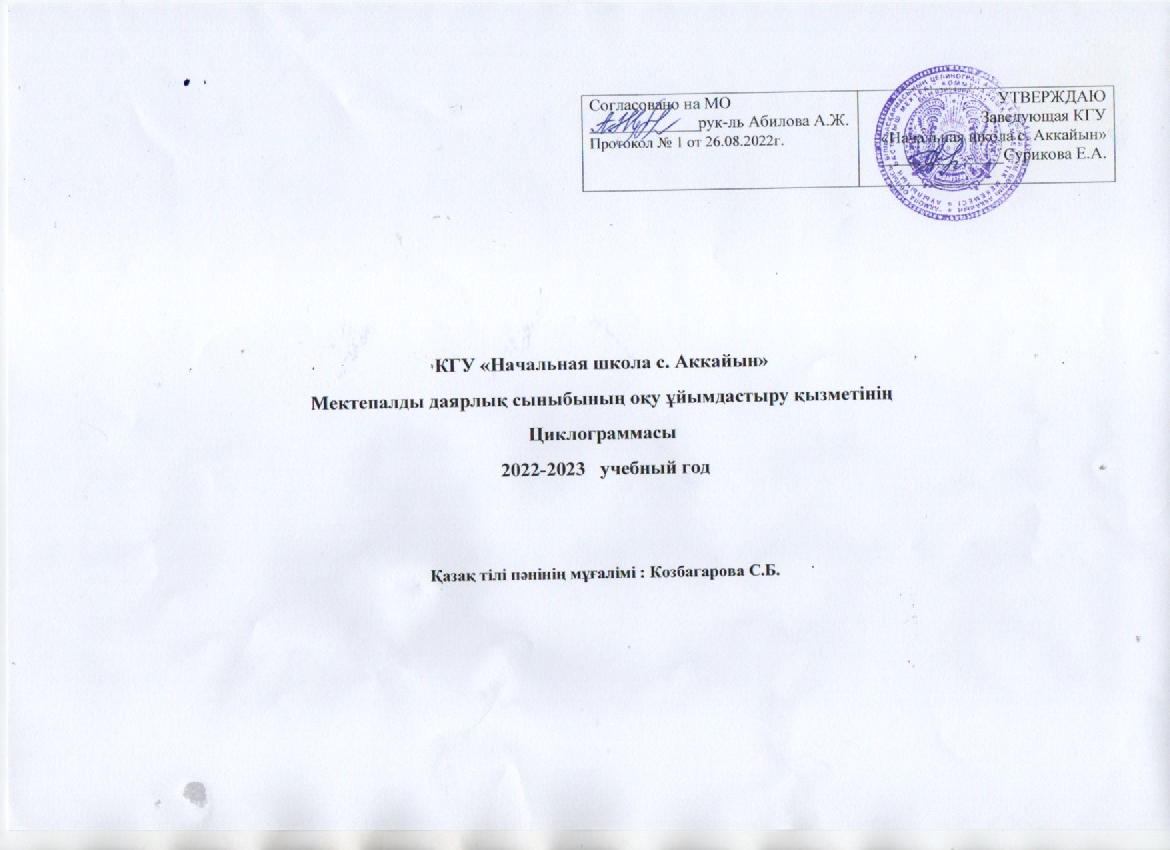 Согласовано на МО
рук-ль Абилова А.Ж.
Протокол № 1 от 26.08.2022г.
УТВЕРЖДАЮ
Заведующая КГУ
«Начальная школа с. Аккайын»
Сурикова Е.А.
КГУ «Начальная школа с. Аккайын»
Мектепалды даярлық сыныбының оқу ұйымдастыру қызметінің
Циклограммасы
2022-2023 учебный год
Қазақ тілі пәнінің мұғалімі : Козбагарова С.Б.